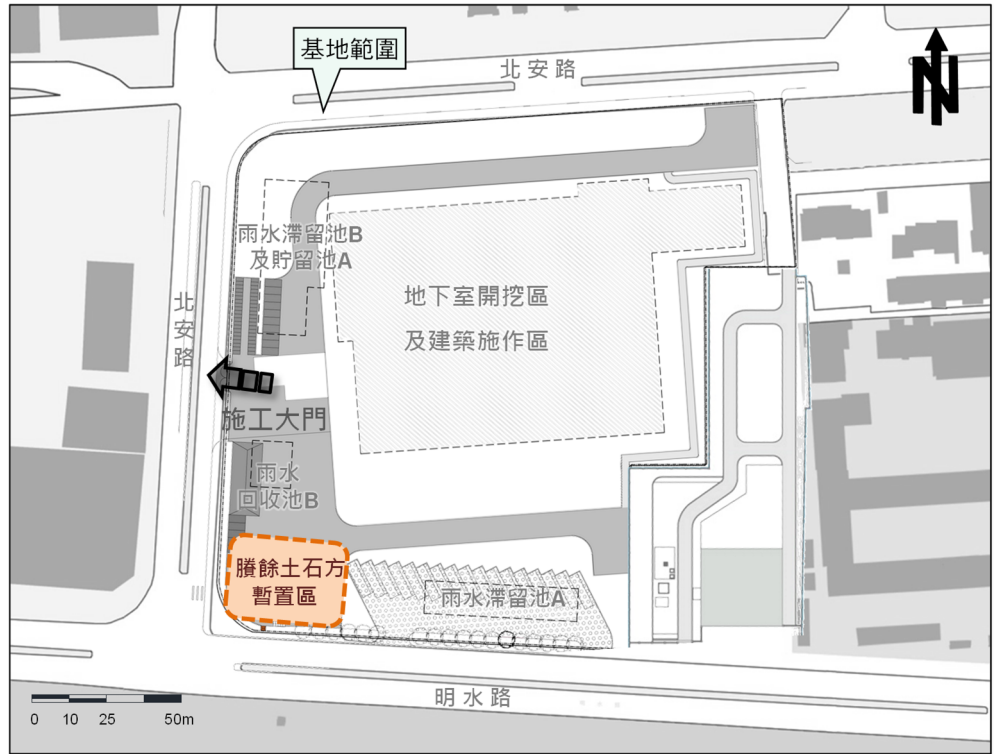 基地範圍
北安路
N
雨水滯留池B
及貯留池A
地下室開挖區
及建築施作區
北安路
施工大門
雨水
回收池B
賸餘土石方
暫置區
雨水滯留池A
明水路
0 10 25 50m